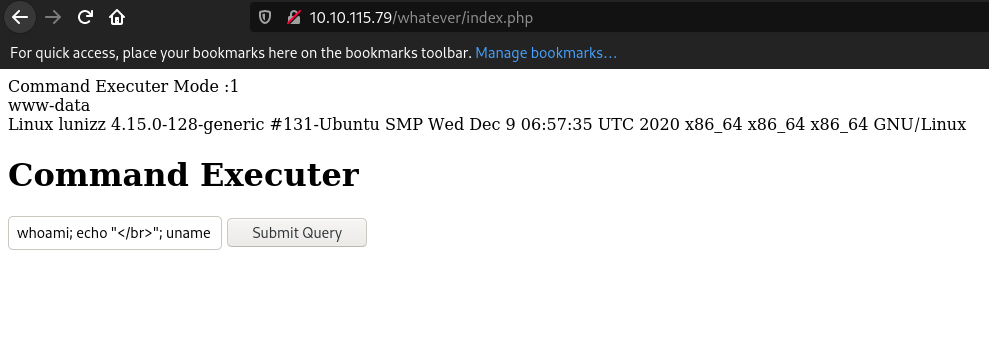 10.10.115.79/whatever/index.php
For quick access, place your bookmarks here on the bookmarks toolbar. Manage bookmarks…
Command Executer Mode :1
www-data
Linux lunizz 4.15.0-128-generic #131-Ubuntu SMP Wed Dec 9 06:57:35 UTC 2020 x86_64 x86_64 x86_64 GNU/Linux
Command Executer
whoami; echo "</br>"; uname Submit Query